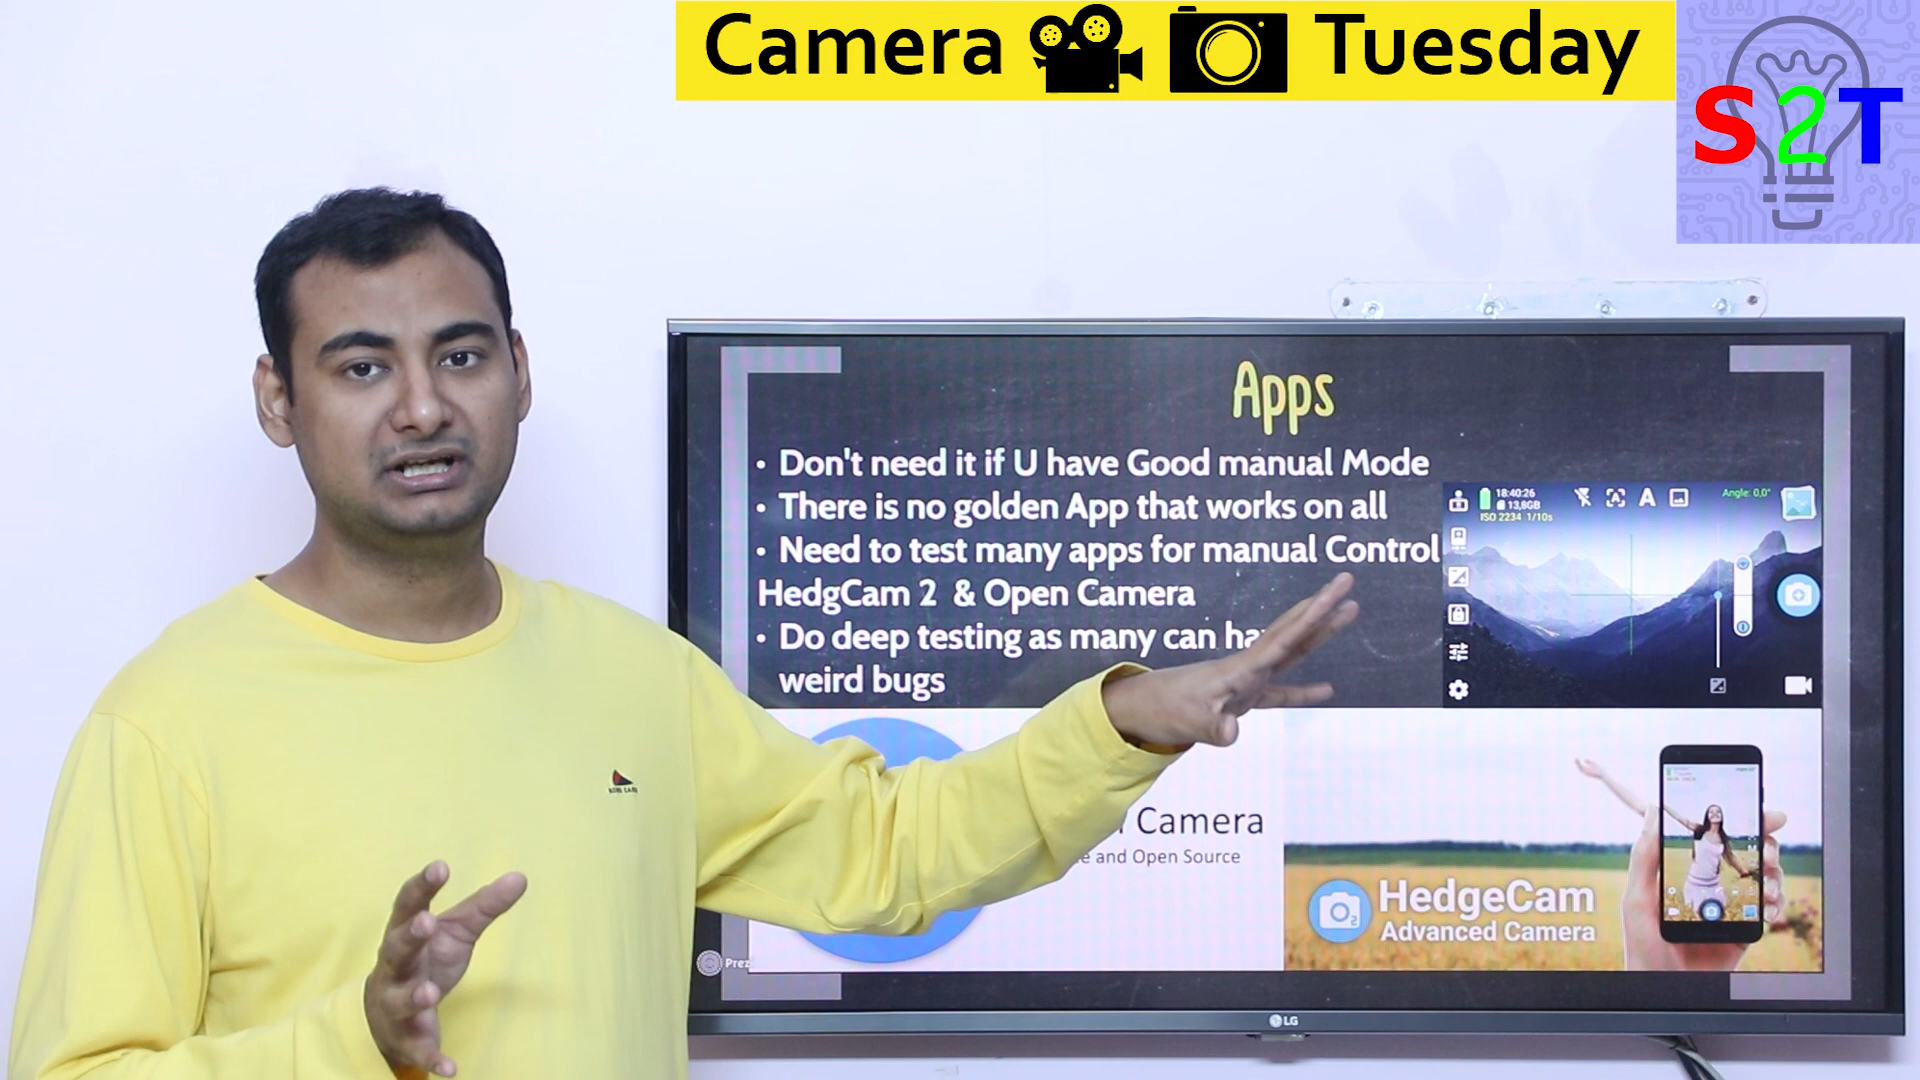 Camera Tuesday
S2T
Apps
• Don't need it if U have Good manual Mode
• There is no golden App that works on all
• Need to test many apps for manual Control
HedgCam 2 & Open Camera
• Do deep testing as many can
weird bugs
18:40:26
13,8GB
ISO 2234 1/10s
A
Angle: 0,0°
Camera
and Open Source
HedgeCam
Advanced Camera
2
Prez
LG